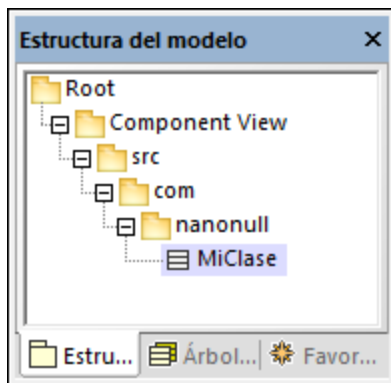 Estructura del modelo
Root
Component View
src
com
nanonull
MiClase
Estru... Árbol... Favor...